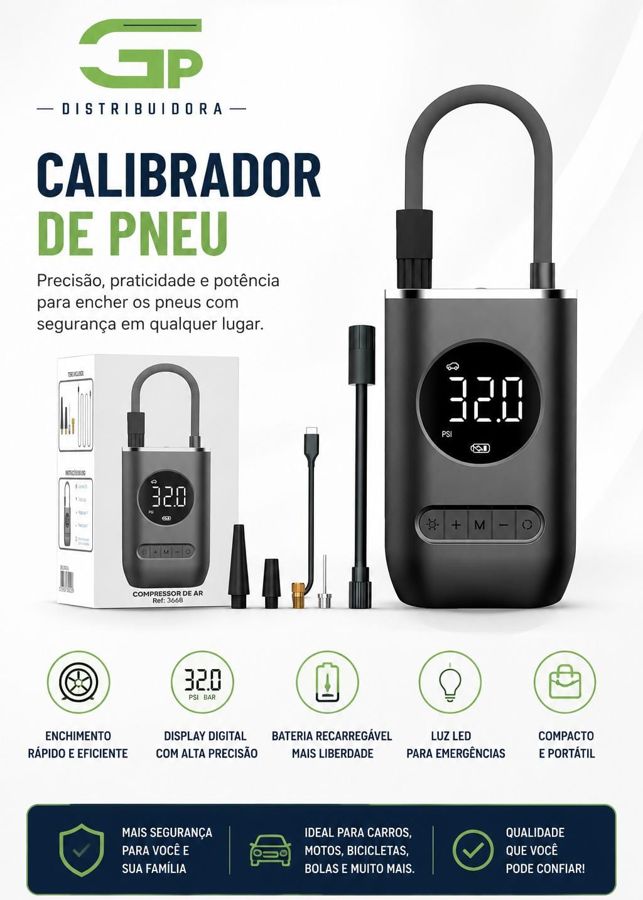 GP
DISTRIBUIDORA
CALIBRADOR
DE PNEU
Precisão, praticidade e potência
para encher os pneus com
segurança em qualquer lugar.
32.0
PSI
+ M −
32.0
PSI
+ M −
COMPRESSOR DE AR
Ref: 3668
32.0
PSI BAR
ENCHIMENTO
RÁPIDO E EFICIENTE
DISPLAY DIGITAL
COM ALTA PRECISÃO
BATERIA RECARREGÁVEL
MAIS LIBERDADE
LUZ LED
PARA EMERGÊNCIAS
COMPACTO
E PORTÁTIL
MAIS SEGURANÇA
PARA VOCÊ E
SUA FAMÍLIA
IDEAL PARA CARROS,
MOTOS, BICICLETAS,
BOLAS E MUITO MAIS.
QUALIDADE
QUE VOCÊ
PODE CONFIAR!